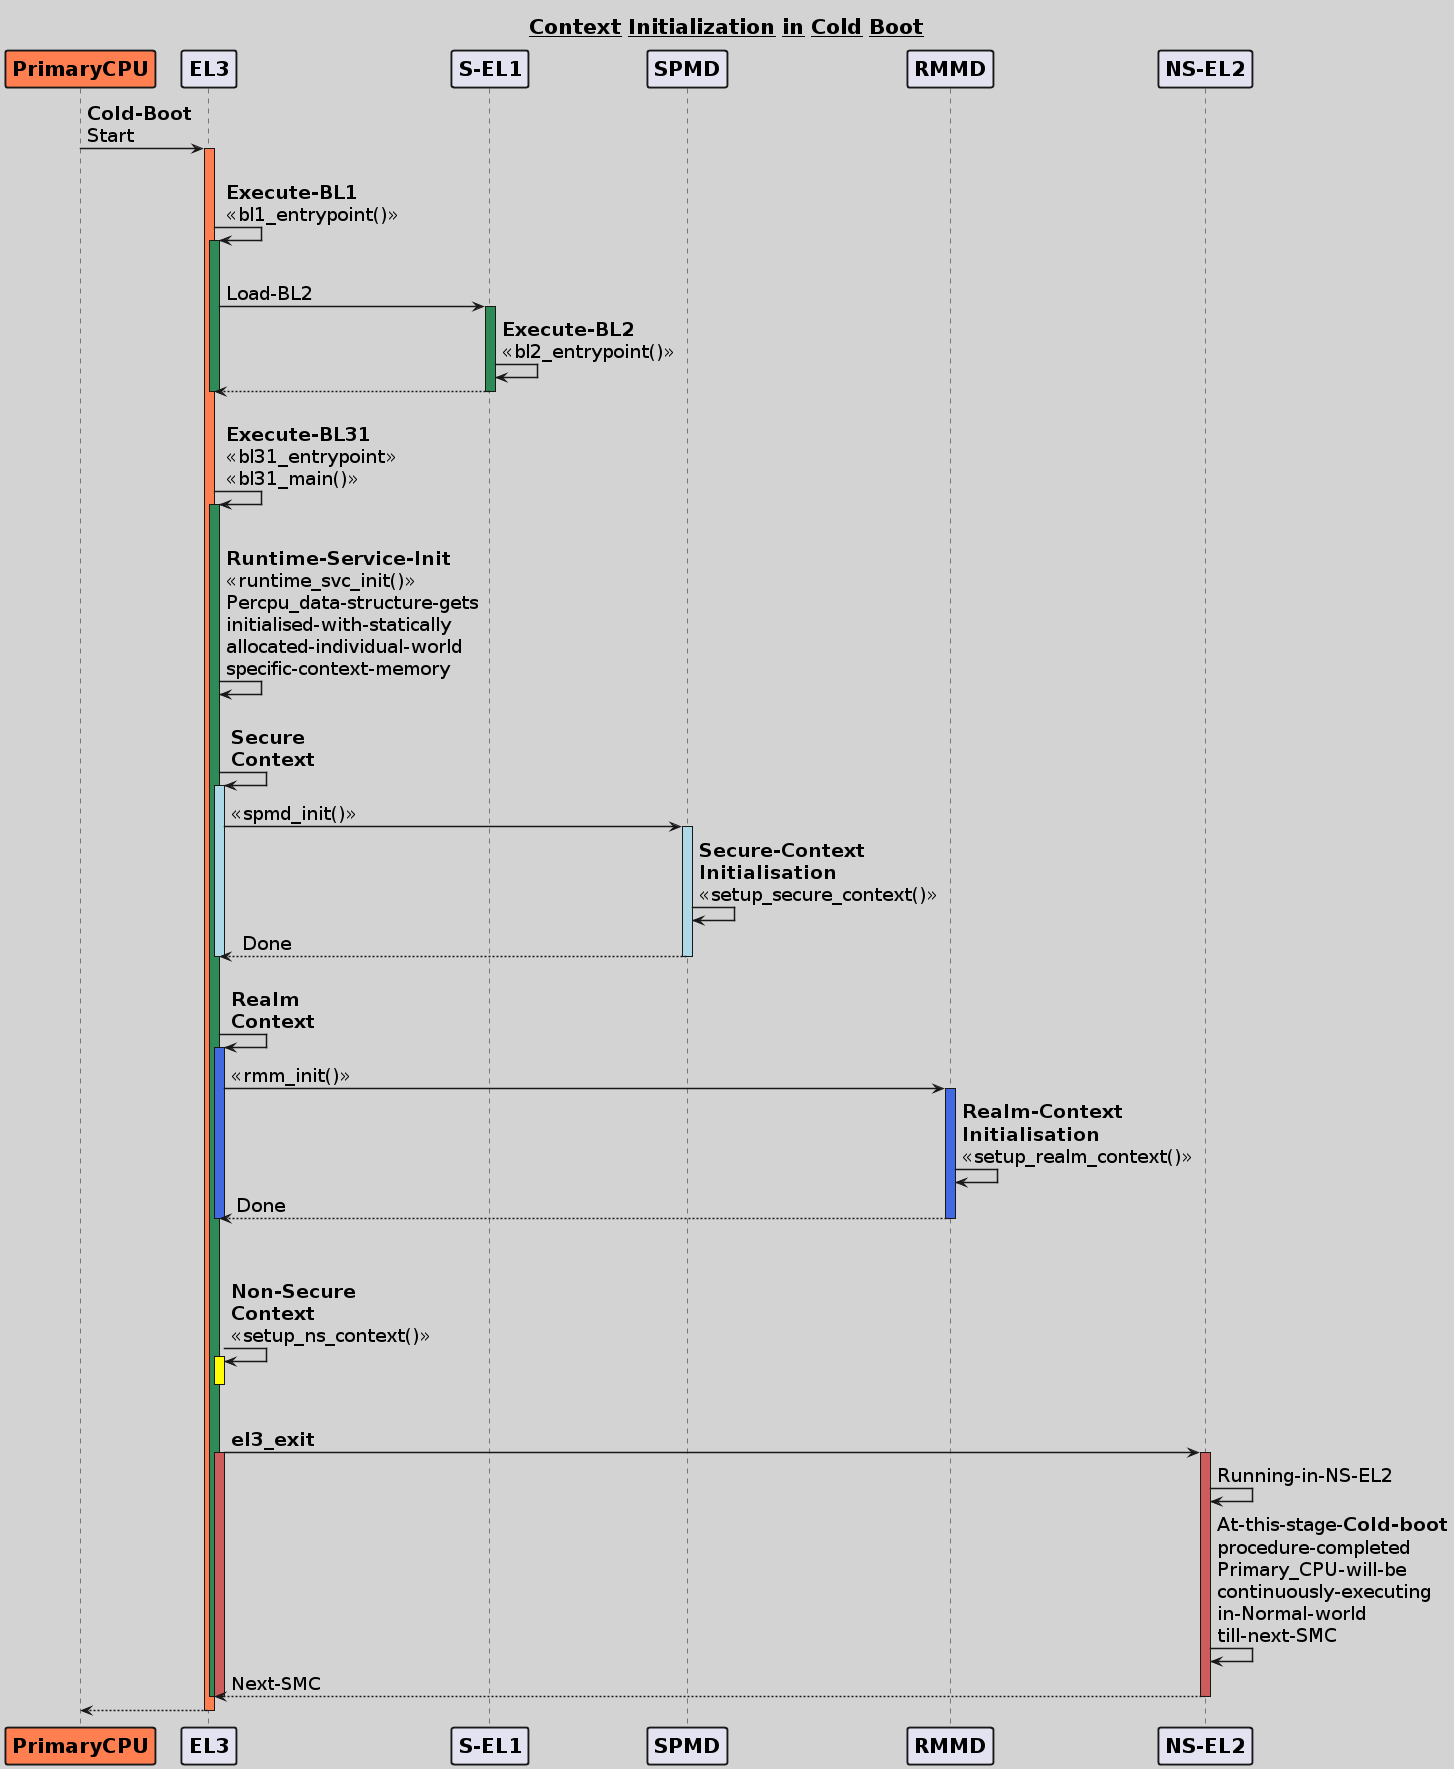 Context Initialization in Cold Boot
PrimaryCPU
EL3
S-EL1
SPMD
RMMD
NS-EL2
Cold-Boot
Start
Execute-BL1
«bl1_entrypoint()»
Load-BL2
Execute-BL2
«bl2_entrypoint()»
Execute-BL31
«bl31_entrypoint»
«bl31_main()»
Runtime-Service-Init
«runtime_svc_init()»
Percpu_data-structure-gets
initialised-with-statically
allocated-individual-world
specific-context-memory
Secure
Context
«spmd_init()»
Secure-Context
Initialisation
«setup_secure_context()»
Done
Realm
Context
«rmm_init()»
Realm-Context
Initialisation
«setup_realm_context()»
Done
Non-Secure
Context
«setup_ns_context()»
el3_exit
Running-in-NS-EL2
At-this-stage-Cold-boot
procedure-completed
Primary_CPU-will-be
continuously-executing
in-Normal-world
till-next-SMC
Next-SMC
PrimaryCPU
EL3
S-EL1
SPMD
RMMD
NS-EL2